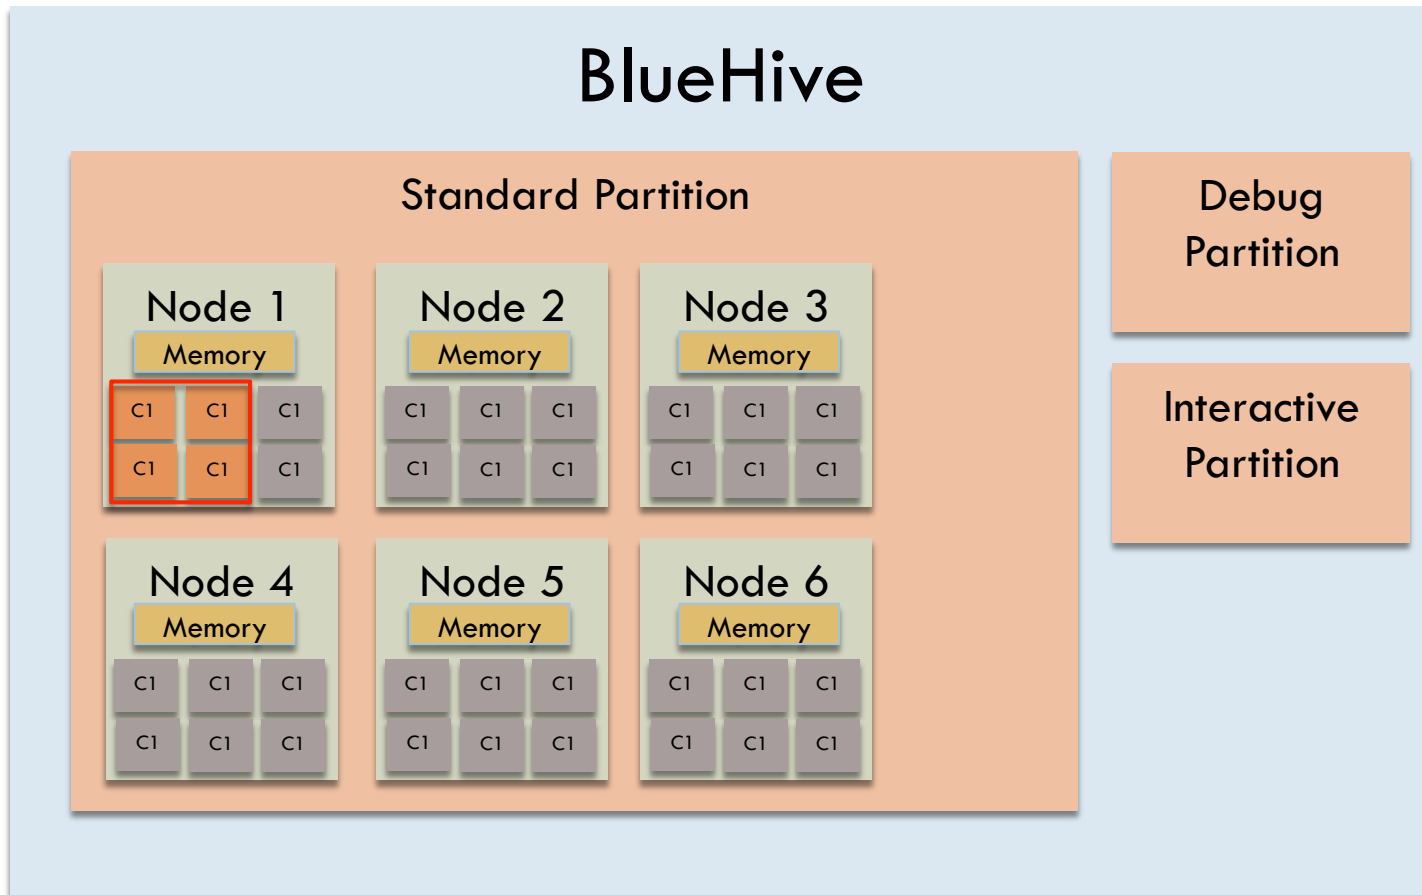 BlueHive
Standard Partition
Node 1
Memory
C1 C1 C1
C1 C1 C1
Node 2
Memory
C1 C1 C1
C1 C1 C1
Node 3
Memory
C1 C1 C1
C1 C1 C1
Node 4
Memory
C1 C1 C1
C1 C1 C1
Node 5
Memory
C1 C1 C1
C1 C1 C1
Node 6
Memory
C1 C1 C1
C1 C1 C1
Debug
Partition
Interactive
Partition